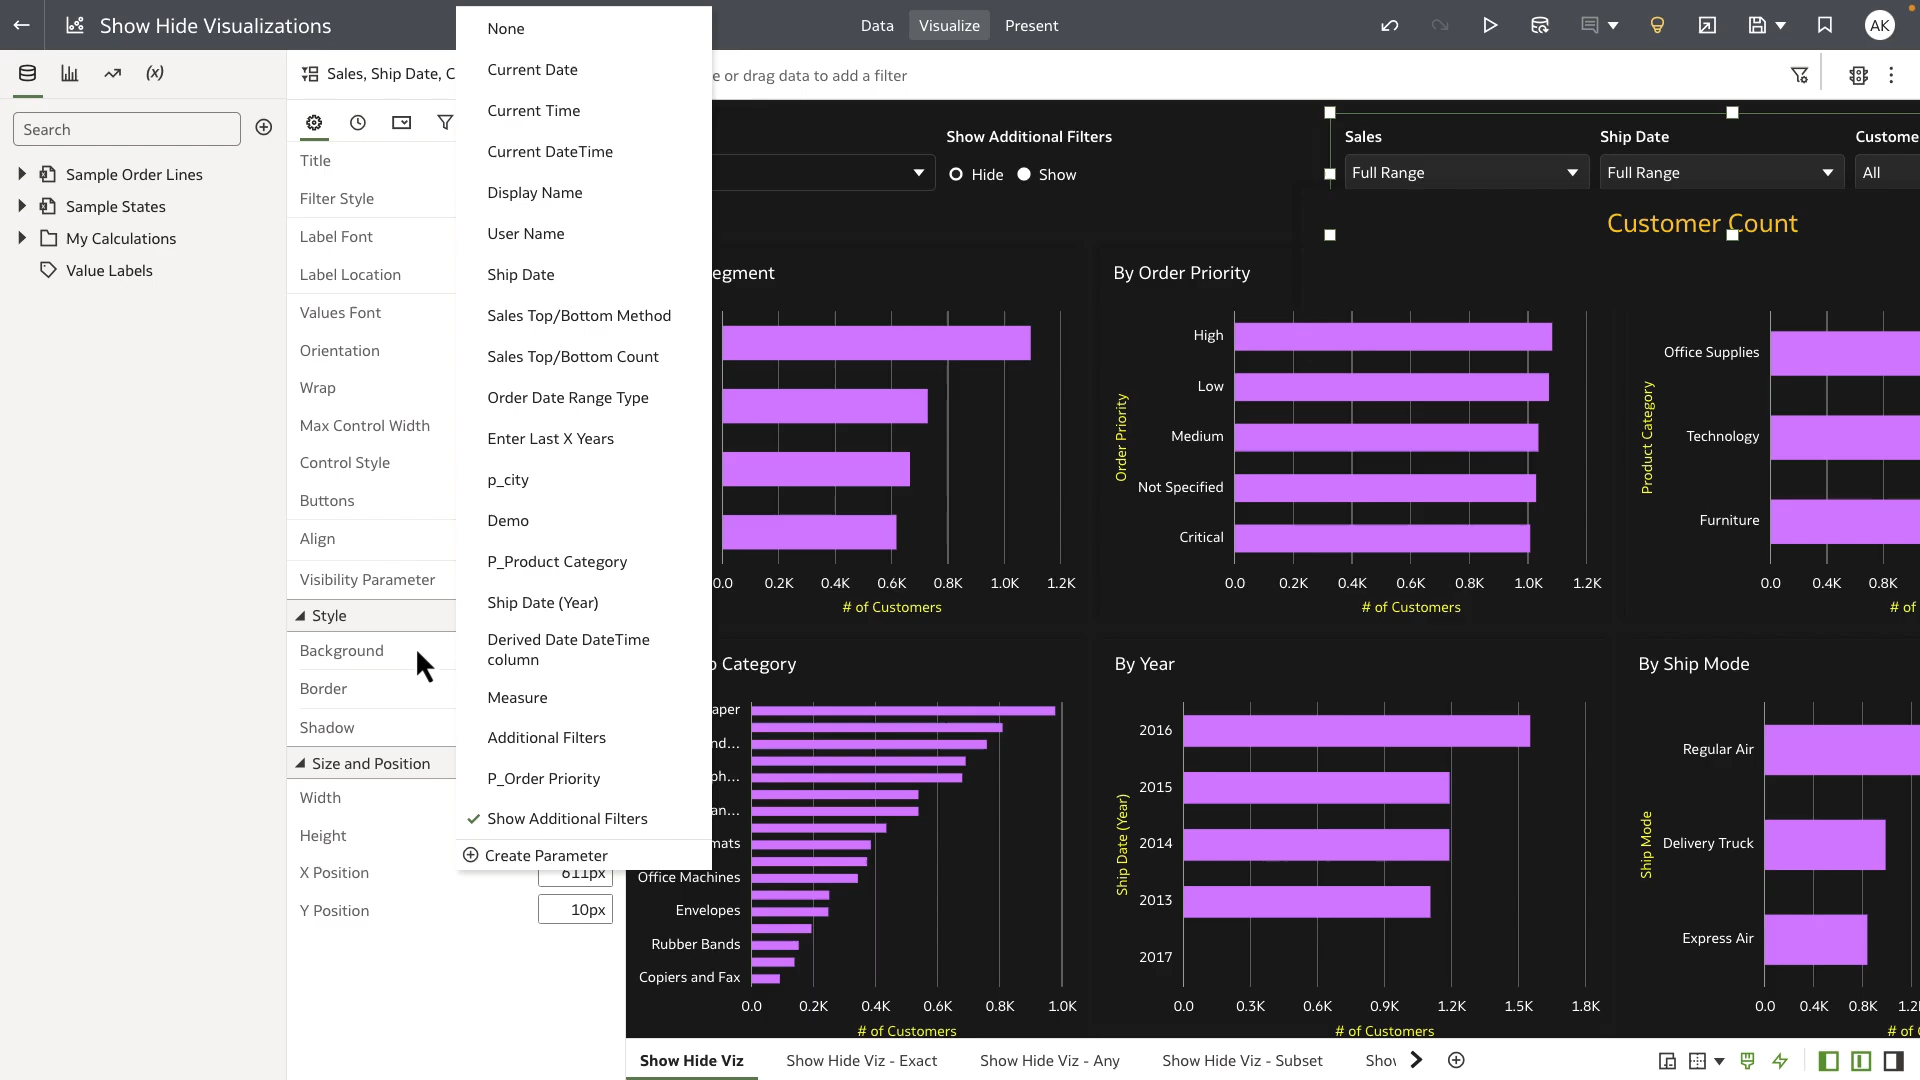 Show Hide Visualizations
Data
Visualize
Present
AK
(x)
Search
Sample Order Lines
Sample States
My Calculations
Value Labels
Sales, Ship Date, C
e or drag data to add a filter
Title
Filter Style
Label Font
Label Location
Values Font
Orientation
Wrap
Max Control Width
Control Style
Buttons
Align
Visibility Parameter
Style
Background
Border
Shadow
Size and Position
Width
Height
X Position
611px
Y Position
10px
None
Current Date
Current Time
Current DateTime
Display Name
User Name
Ship Date
Sales Top/Bottom Method
Sales Top/Bottom Count
Order Date Range Type
Enter Last X Years
p_city
Demo
P_Product Category
Ship Date (Year)
Derived Date DateTime
column
Measure
Additional Filters
P_Order Priority
Show Additional Filters
Create Parameter
Show Additional Filters
Hide
Show
Sales
Full Range
Ship Date
Full Range
Custome
All
Customer Count
egment
0.0 0.2K 0.4K 0.6K 0.8K 1.0K 1.2K
# of Customers
By Order Priority
Order Priority
High
Low
Medium
Not Specified
Critical
0.0 0.2K 0.4K 0.6K 0.8K 1.0K 1.2K
# of Customers
Product Category
Office Supplies
Technology
Furniture
0.0 0.4K 0.8K
# of
Category
aper
nd...
ph...
an...
mats
Office Machines
Envelopes
Rubber Bands
Copiers and Fax
0.0 0.2K 0.4K 0.6K 0.8K 1.0K
# of Customers
By Year
Ship Date (Year)
2016
2015
2014
2013
2017
0.0 0.3K 0.6K 0.9K 1.2K 1.5K 1.8K
# of Customers
By Ship Mode
Ship Mode
Regular Air
Delivery Truck
Express Air
0.0 0.4K 0.8K 1.2
# of C
Show Hide Viz
Show Hide Viz - Exact
Show Hide Viz - Any
Show Hide Viz - Subset
Shov